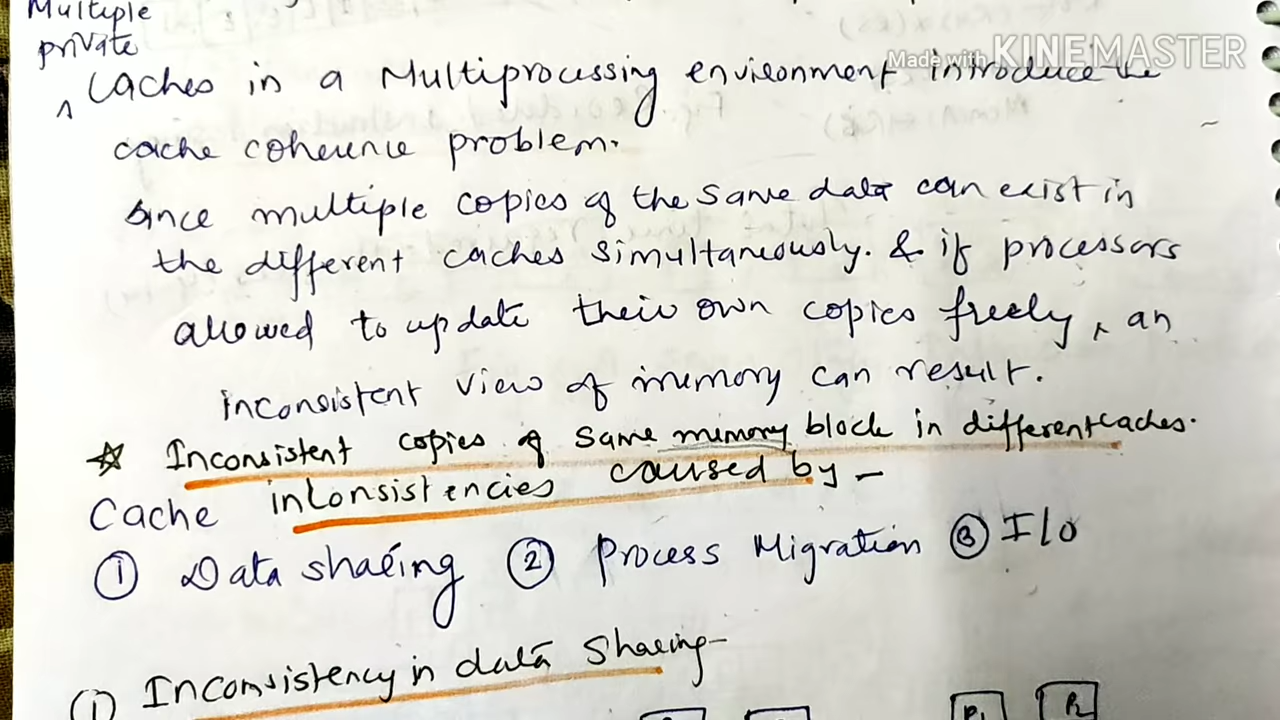 Multiple
private
Made with KINEMASTER
^ Caches in a Multiprocessing environment introduce the
cache coherence problem.
Since multiple copies of the same data can exist in
the different caches simultaneously. & if processors
allowed to update their own copies freely, an
inconsistent view of memory can result.
☆ Inconsistent copies of same memory block in different caches.
Cache inconsistencies caused by –
① Data sharing ② Process Migration ③ I/O
① Inconsistency in data sharing –
P1 P2